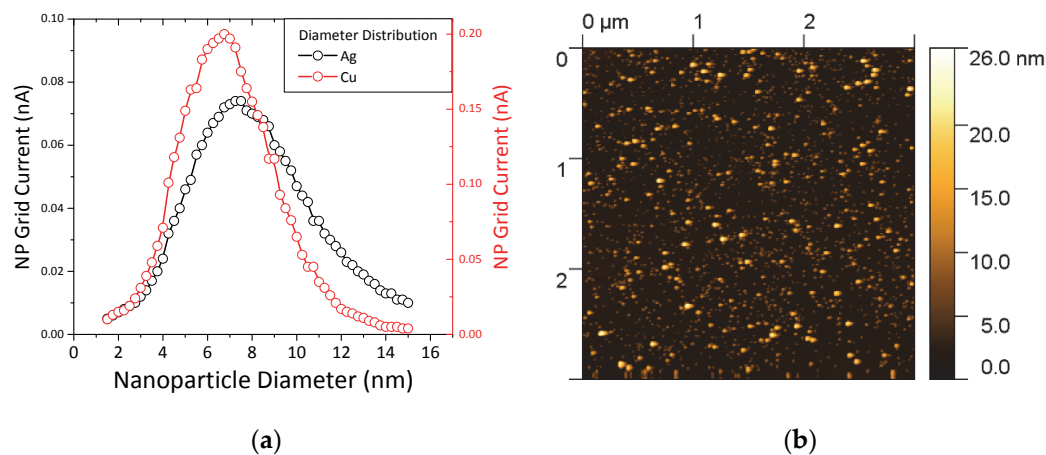 0.10
0.08
0.06
0.04
0.02
0.00
NP Grid Current (nA)
Diameter Distribution
Ag
Cu
0.20
0.15
0.10
0.05
0.00
NP Grid Current (nA)
0 2 4 6 8 10 12 14 16
Nanoparticle Diameter (nm)
(a)
0 µm 1 2
0
1
2
26.0 nm
20.0
15.0
10.0
5.0
0.0
(b)